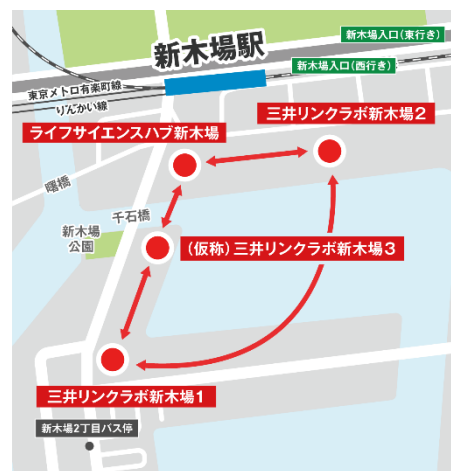 新木場駅
新木場入口(東行き)
新木場入口(西行き)
東京メトロ有楽町線
りんかい線
ライフサイエンスハブ新木場
三井リンクラボ新木場2
曙橋
千石橋
新木場
公園
(仮称)三井リンクラボ新木場3
三井リンクラボ新木場1
新木場2丁目バス停